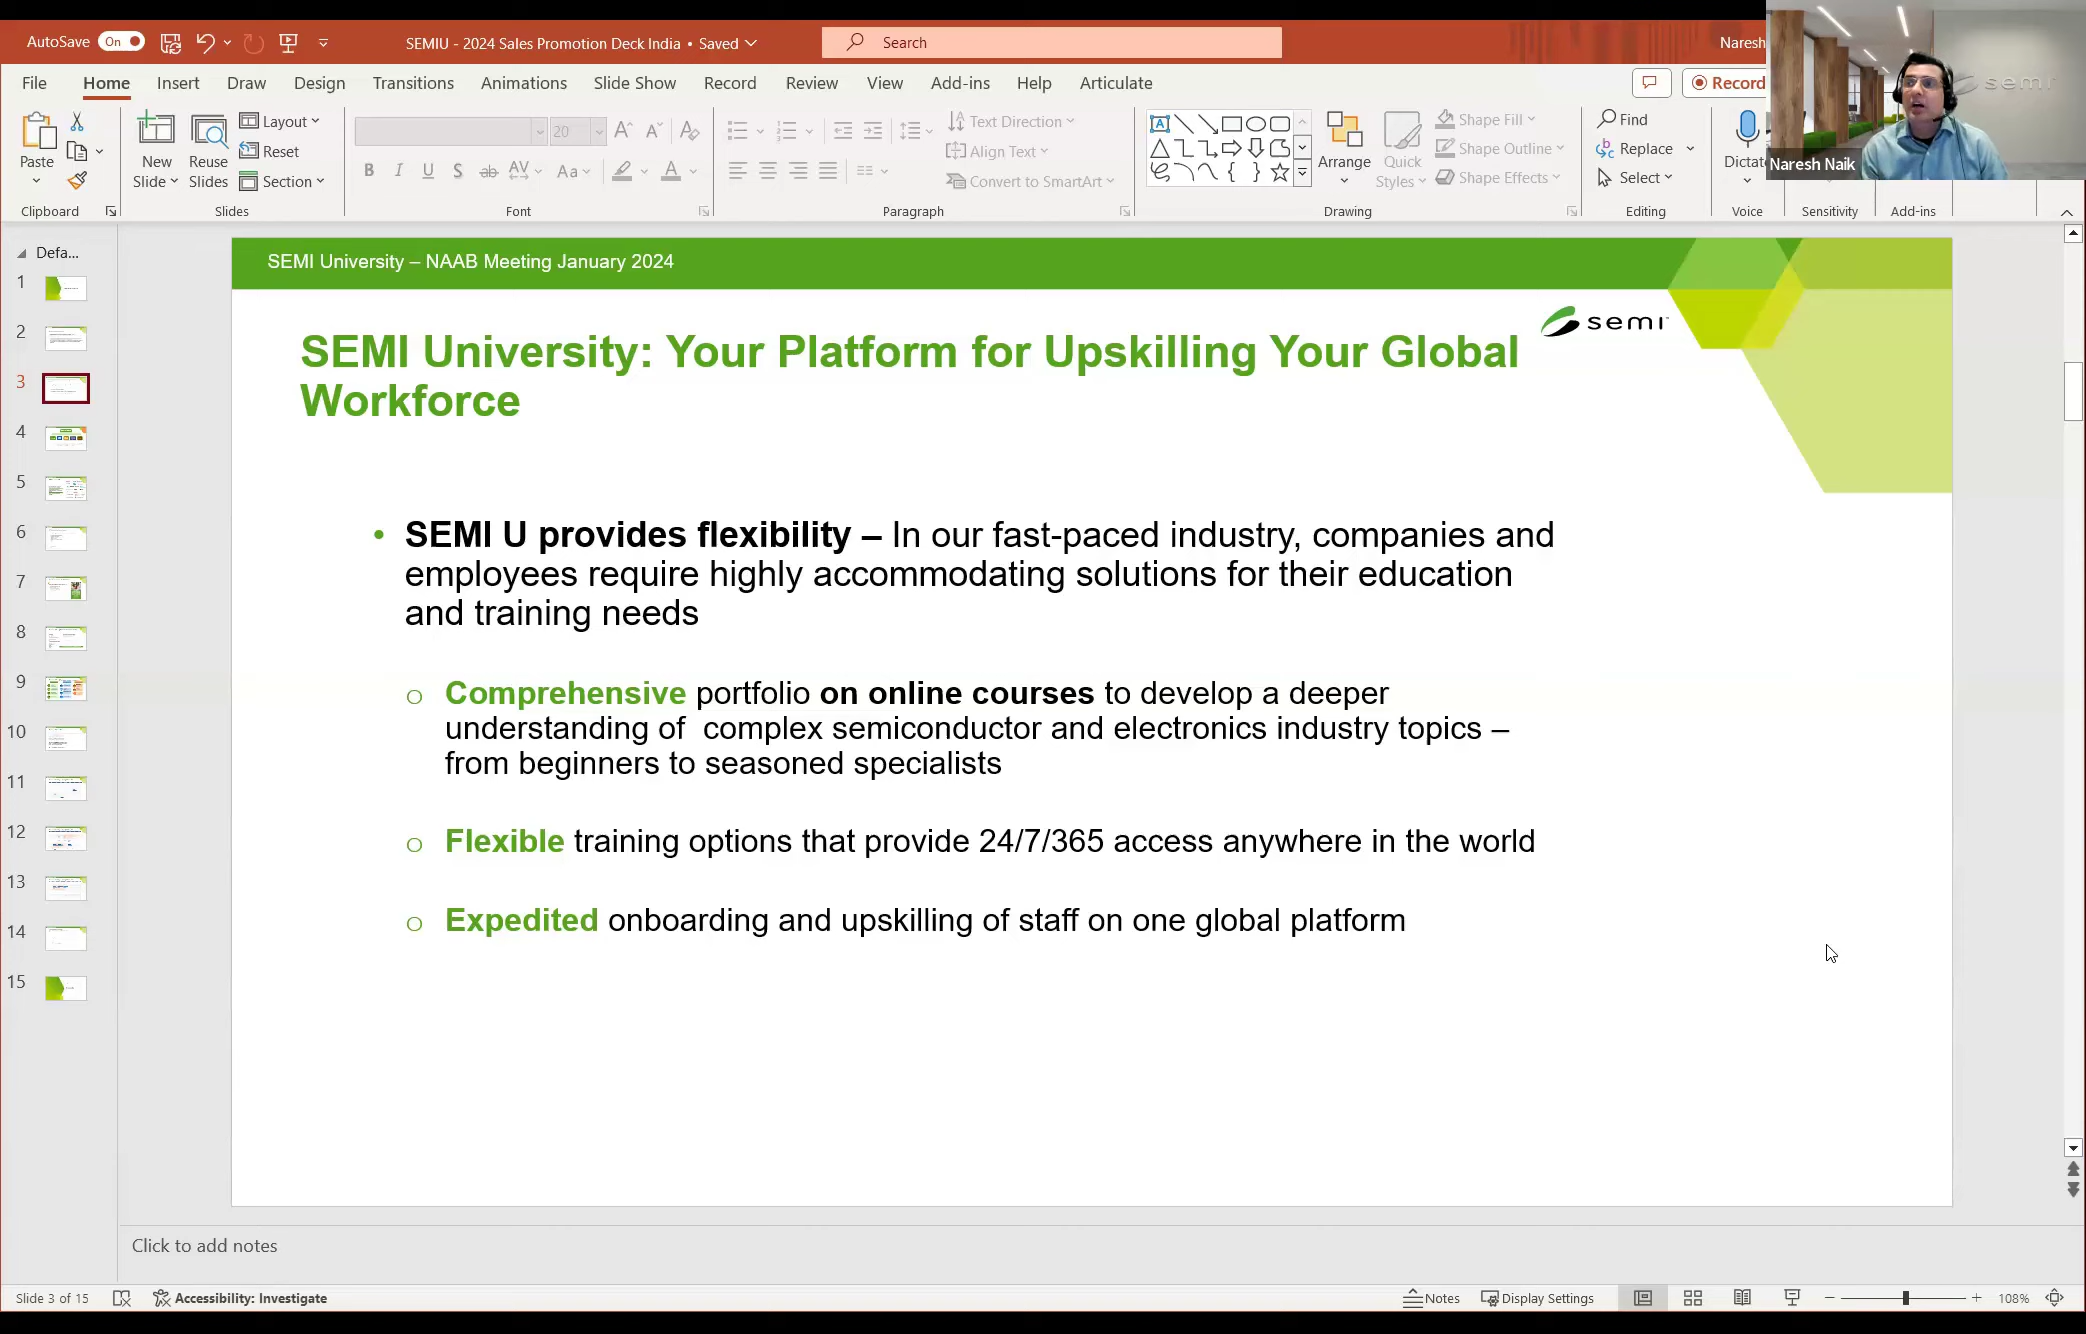 AutoSave On
SEMIU - 2024 Sales Promotion Deck India • Saved
Search
Naresh
File Home Insert Draw Design Transitions Animations Slide Show Record Review View Add-ins Help Articulate
Record
Paste
New
Slide
Reuse
Slides
Layout
Reset
Section
20
Aa
Text Direction
Align Text
Convert to SmartArt
Arrange
Quick
Styles
Shape Fill
Shape Outline
Shape Effects
Find
Replace
Select
Dictat
Clipboard
Slides
Font
Paragraph
Drawing
Editing
Voice
Sensitivity
Add-ins
semi
Naresh Naik
Defa...
1
2
3
4
5
6
7
8
9
10
11
12
13
14
15
SEMI University – NAAB Meeting January 2024
semi
SEMI University: Your Platform for Upskilling Your Global
Workforce
• SEMI U provides flexibility – In our fast-paced industry, companies and
employees require highly accommodating solutions for their education
and training needs
o Comprehensive portfolio on online courses to develop a deeper
understanding of  complex semiconductor and electronics industry topics –
from beginners to seasoned specialists
o Flexible training options that provide 24/7/365 access anywhere in the world
o Expedited onboarding and upskilling of staff on one global platform
Click to add notes
Slide 3 of 15
Accessibility: Investigate
Notes
Display Settings
108%